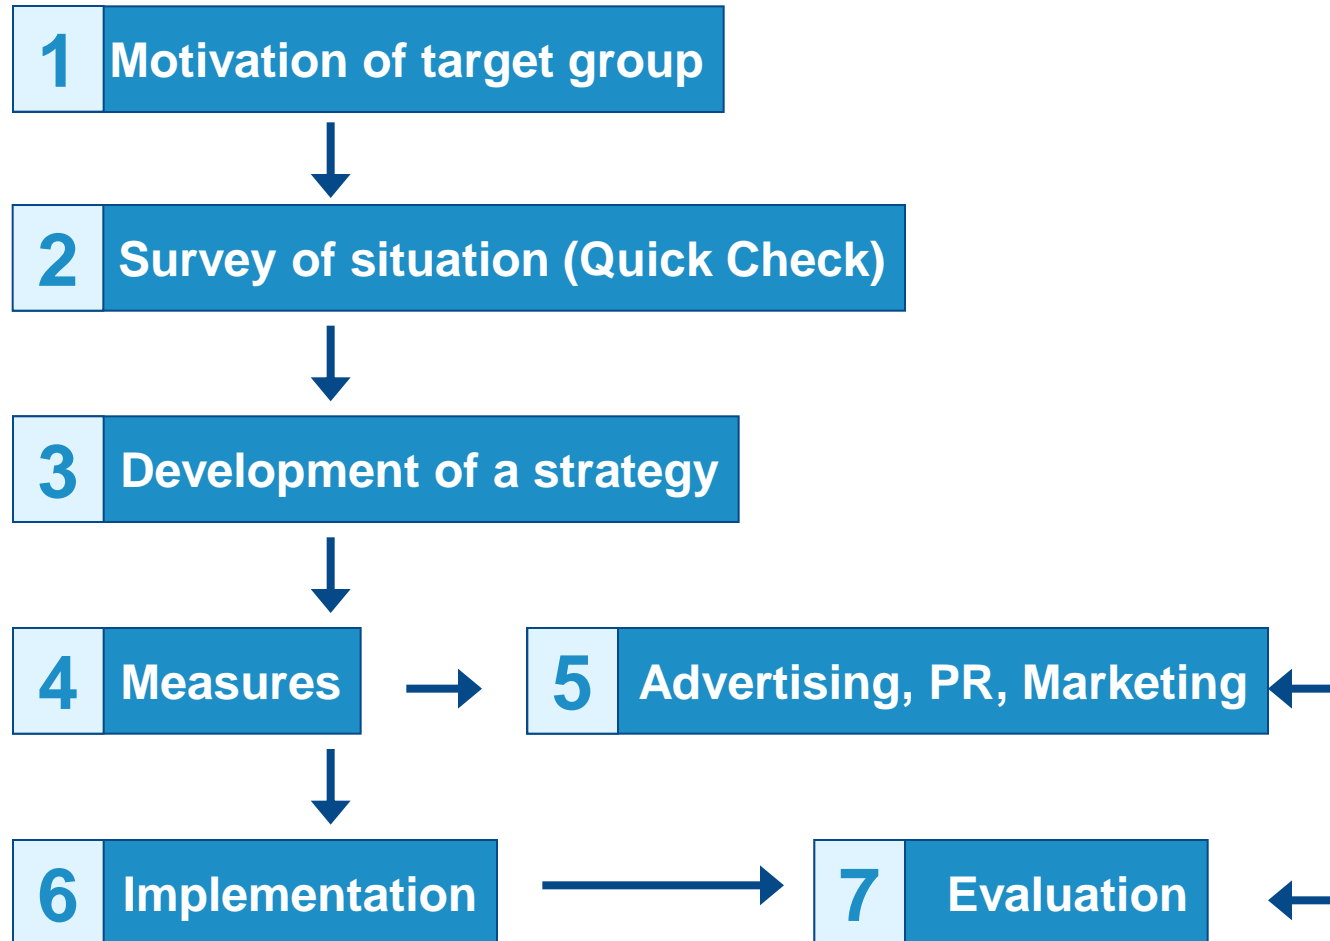 1 Motivation of target group
2 Survey of situation (Quick Check)
3 Development of a strategy
4 Measures
5 Advertising, PR, Marketing
6 Implementation
7 Evaluation